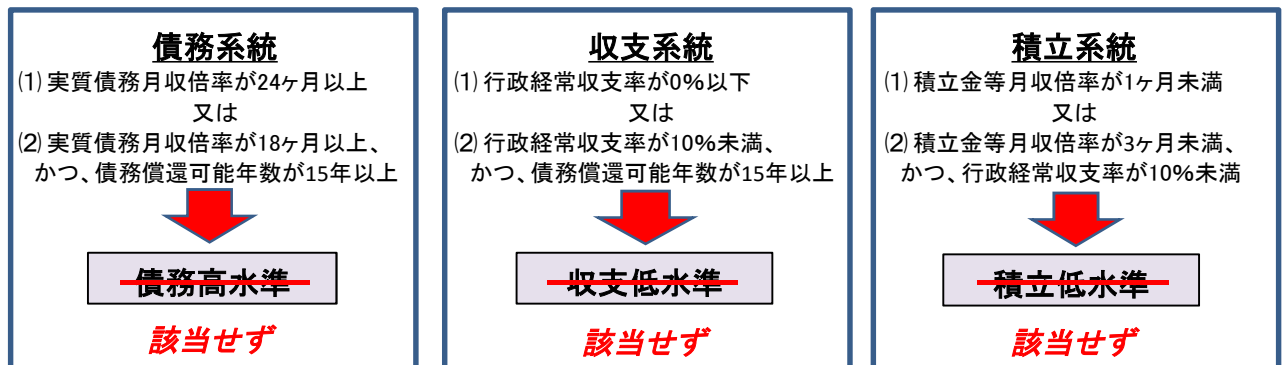 債務系統
⑴ 実質債務月収倍率が24ヶ月以上
又は
⑵ 実質債務月収倍率が18ヶ月以上、
かつ、債務償還可能年数が15年以上
債務高水準
該当せず
収支系統
⑴ 行政経常収支率が0%以下
又は
⑵ 行政経常収支率が10%未満、
かつ、債務償還可能年数が15年以上
収支低水準
該当せず
積立系統
⑴ 積立金等月収倍率が1ヶ月未満
又は
⑵ 積立金等月収倍率が3ヶ月未満、
かつ、行政経常収支率が10%未満
積立低水準
該当せず